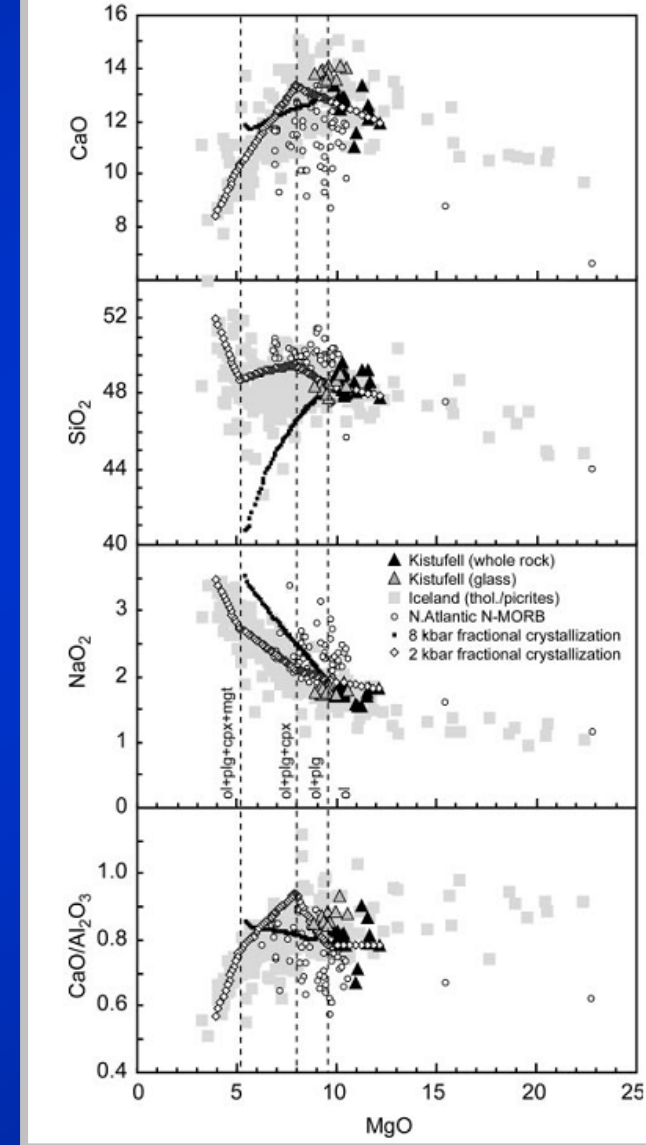 16
14
12
10
8
CaO
52
48
44
40
SiO₂
3
2
1
0
NaO₂
▲ Kistufell (whole rock)
▲ Kistufell (glass)
■ Iceland (thol./picrites)
○ N.Atlantic N-MORB
▪ 8 kbar fractional crystallization
◇ 2 kbar fractional crystallization
ol+plg+cpx+mgt
ol+plg+cpx
ol+plg
ol
1.0
0.8
0.6
0.4
CaO/Al₂O₃
0 5 10 15 20 25
MgO